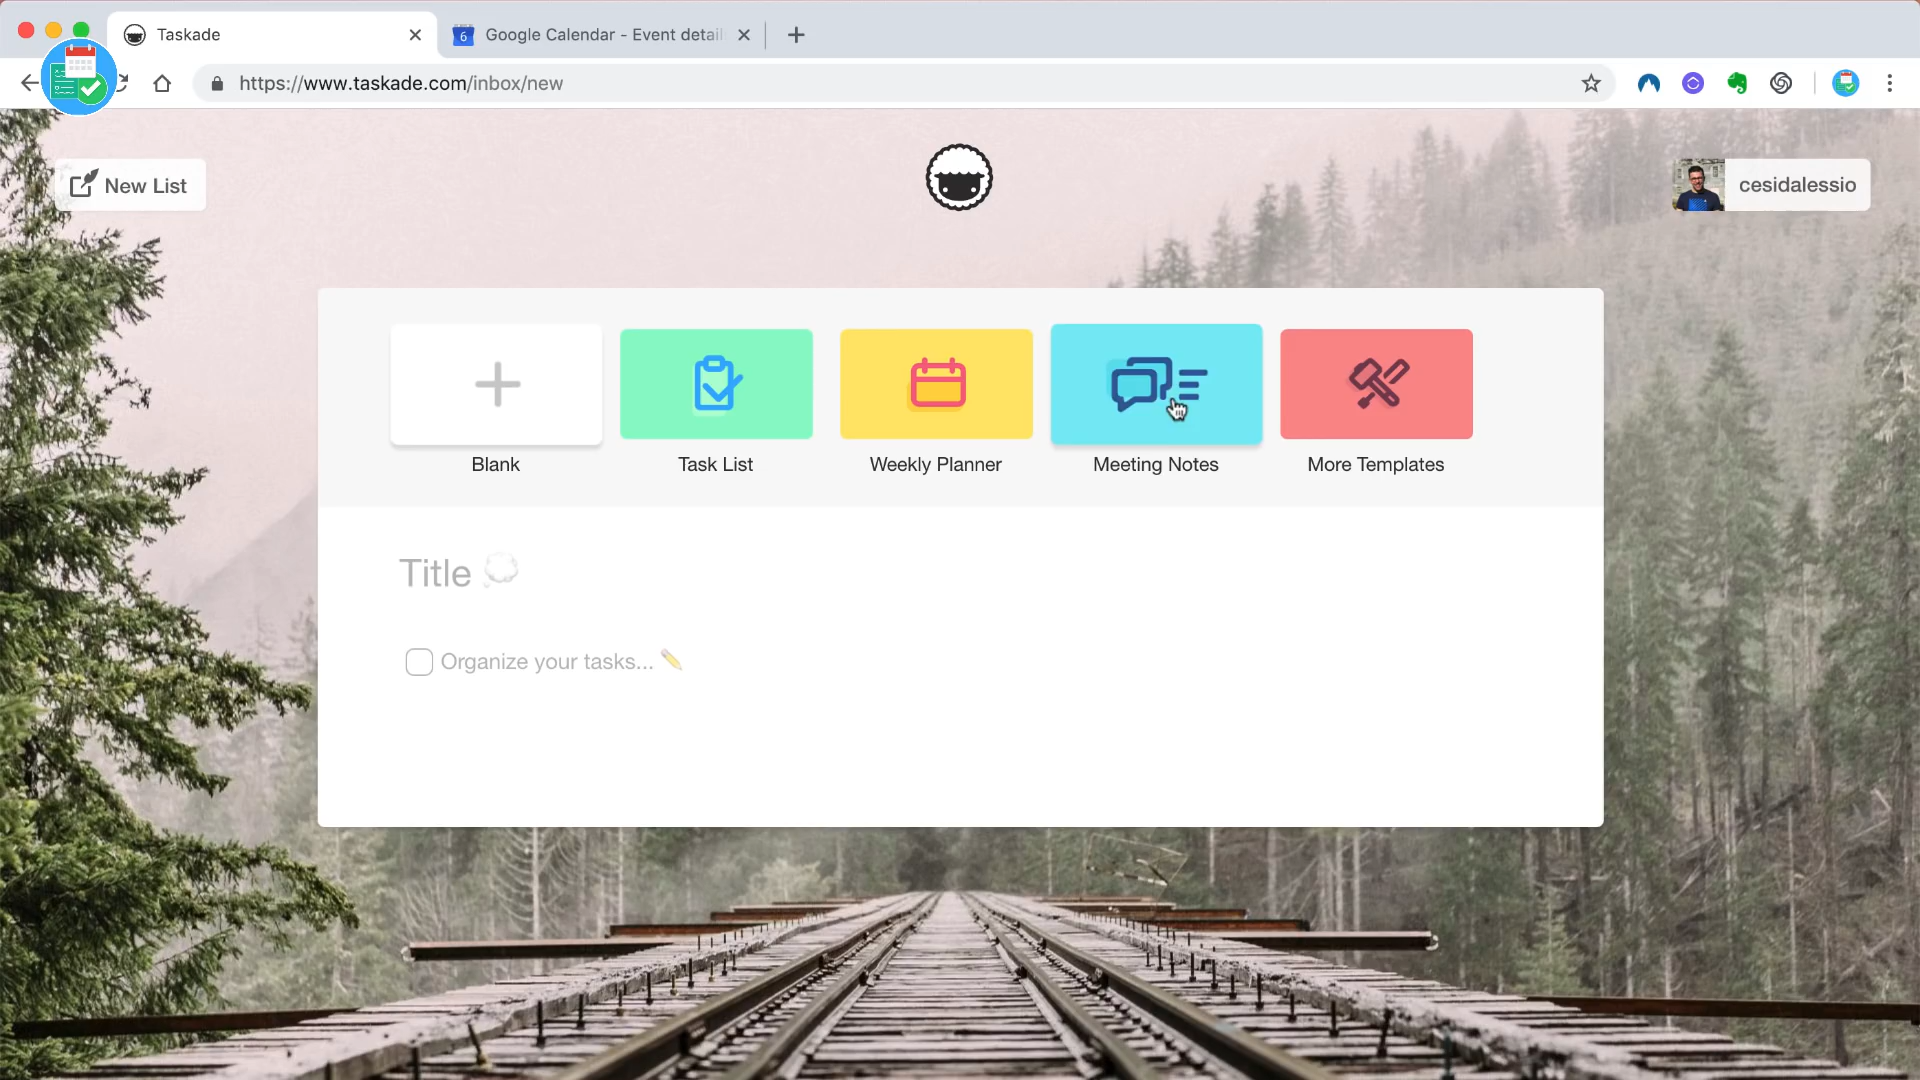 Taskade
6 Google Calendar - Event detail
https://www.taskade.com/inbox/new
New List
cesidalessio
Blank
Task List
Weekly Planner
Meeting Notes
More Templates
Title
Organize your tasks...